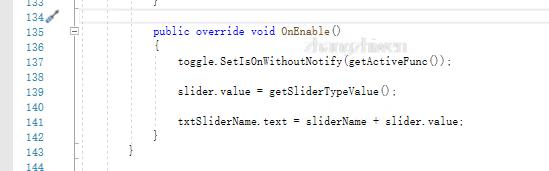 133 }
134
135 public override void OnEnable()
136 {
zhangzhiwen
137 toggle.SetIsOnWithoutNotify(getActiveFunc());
138
139 slider.value = getSliderTypeValue();
140
141 txtSliderName.text = sliderName + slider.value;
142 }
143 }
144